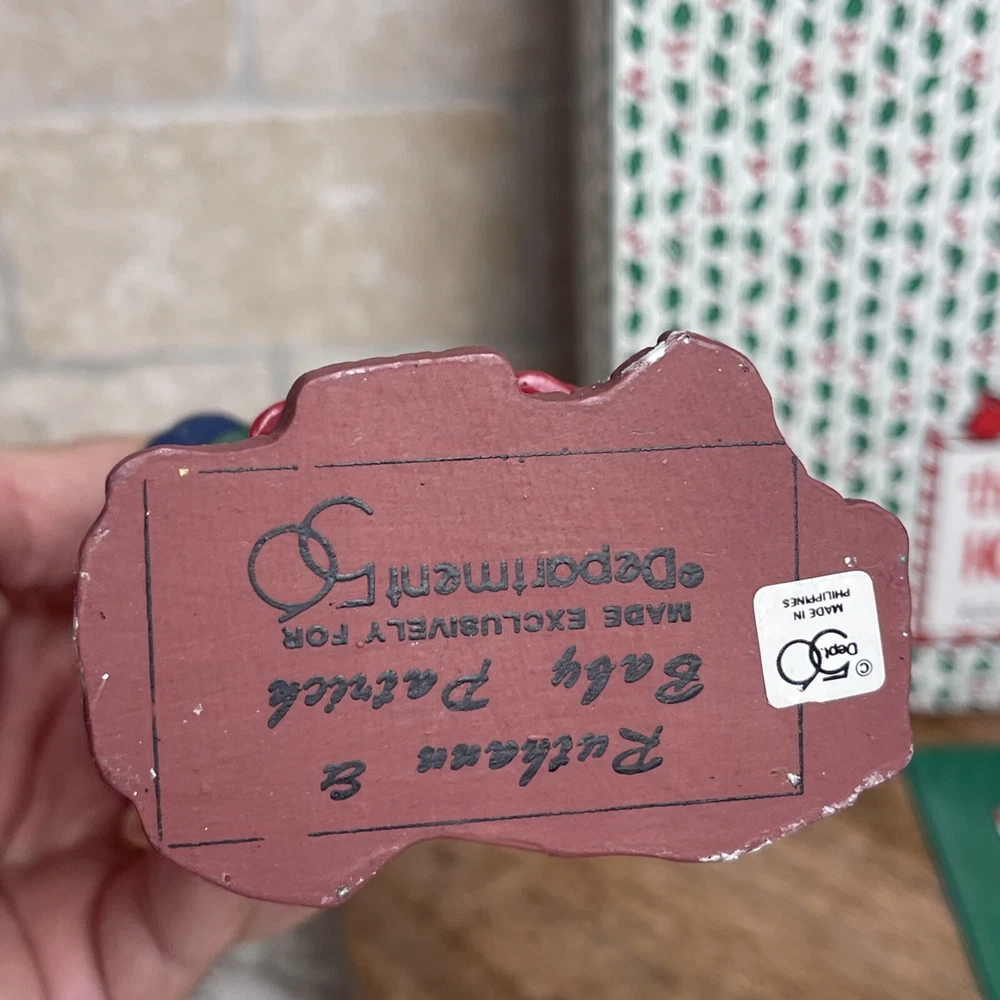 Ruthann &
Baby Patrick
MADE EXCLUSIVELY FOR
®Department 56
© Dept. 56
MADE IN
PHILIPPINES